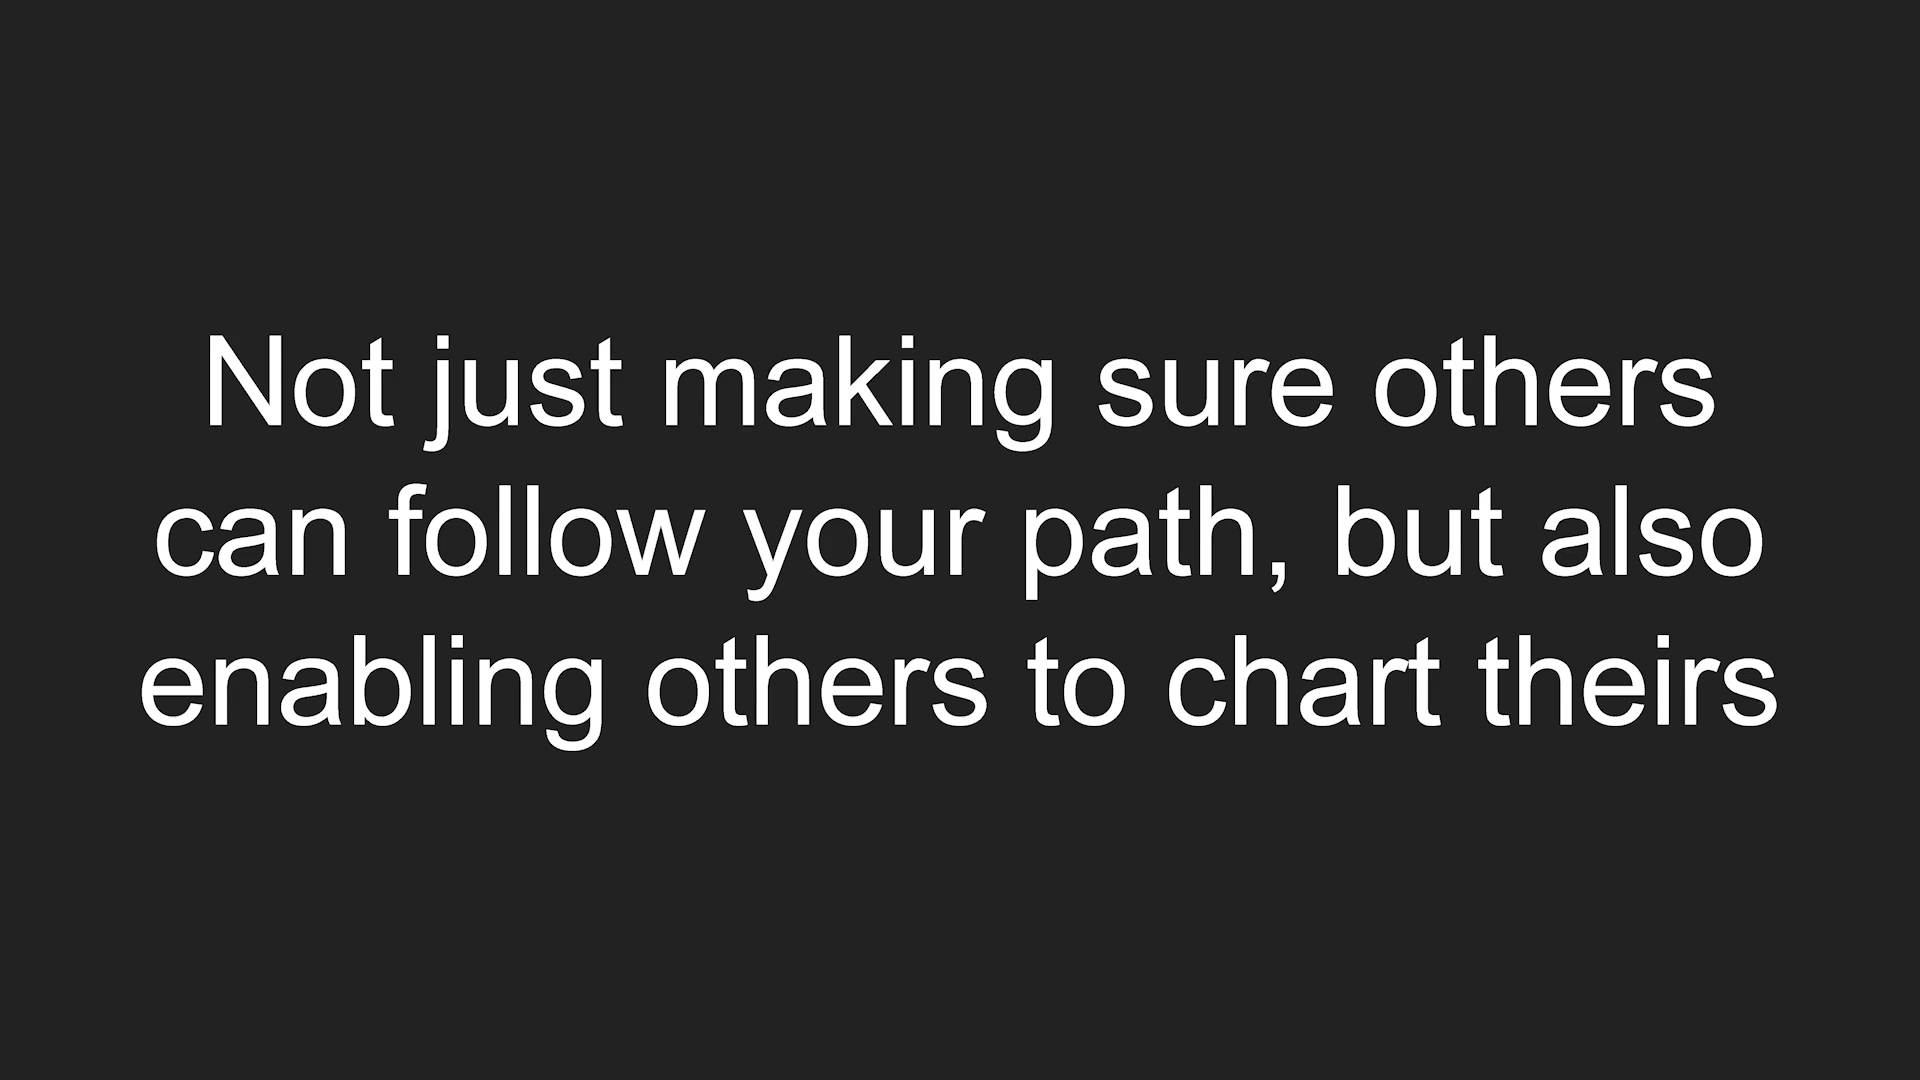 Not just making sure others
can follow your path, but also
enabling others to chart theirs